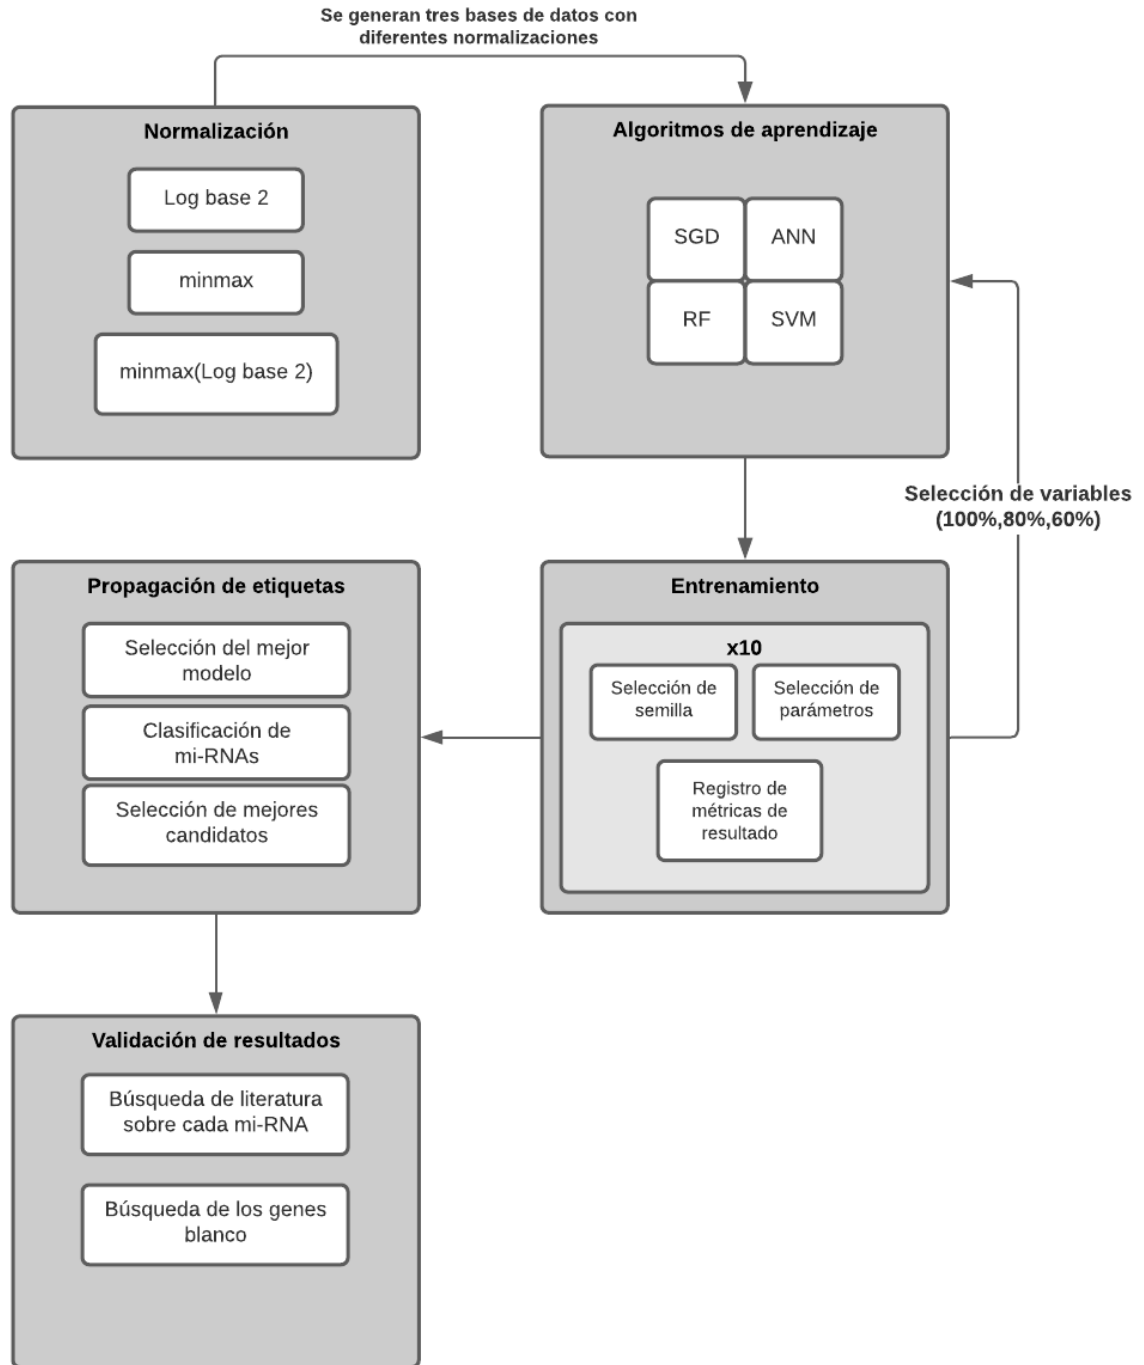 Se generan tres bases de datos con
diferentes normalizaciones
Normalización
Log base 2
minmax
minmax(Log base 2)
Algoritmos de aprendizaje
SGD
ANN
RF
SVM
Selección de variables
(100%,80%,60%)
Entrenamiento
x10
Selección de
semilla
Selección de
parámetros
Registro de
métricas de
resultado
Propagación de etiquetas
Selección del mejor
modelo
Clasificación de
mi-RNAs
Selección de mejores
candidatos
Validación de resultados
Búsqueda de literatura
sobre cada mi-RNA
Búsqueda de los genes
blanco